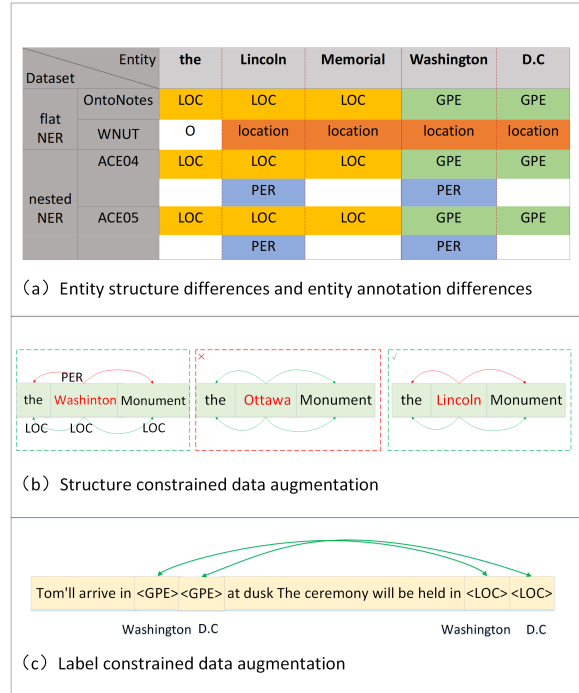 Entity the Lincoln Memorial Washington D.C
Dataset
flat NER OntoNotes LOC LOC LOC GPE GPE
WNUT O location location location location
nested NER ACE04 LOC LOC LOC GPE GPE
PER PER
ACE05 LOC LOC LOC GPE GPE
PER PER
(a) Entity structure differences and entity annotation differences
PER
the Washinton Monument
LOC LOC LOC
× the Ottawa Monument
√ the Lincoln Monument
(b) Structure constrained data augmentation
Tom'll arrive in <GPE> <GPE> at dusk The ceremony will be held in <LOC> <LOC>
Washington D.C Washington D.C
(c) Label constrained data augmentation